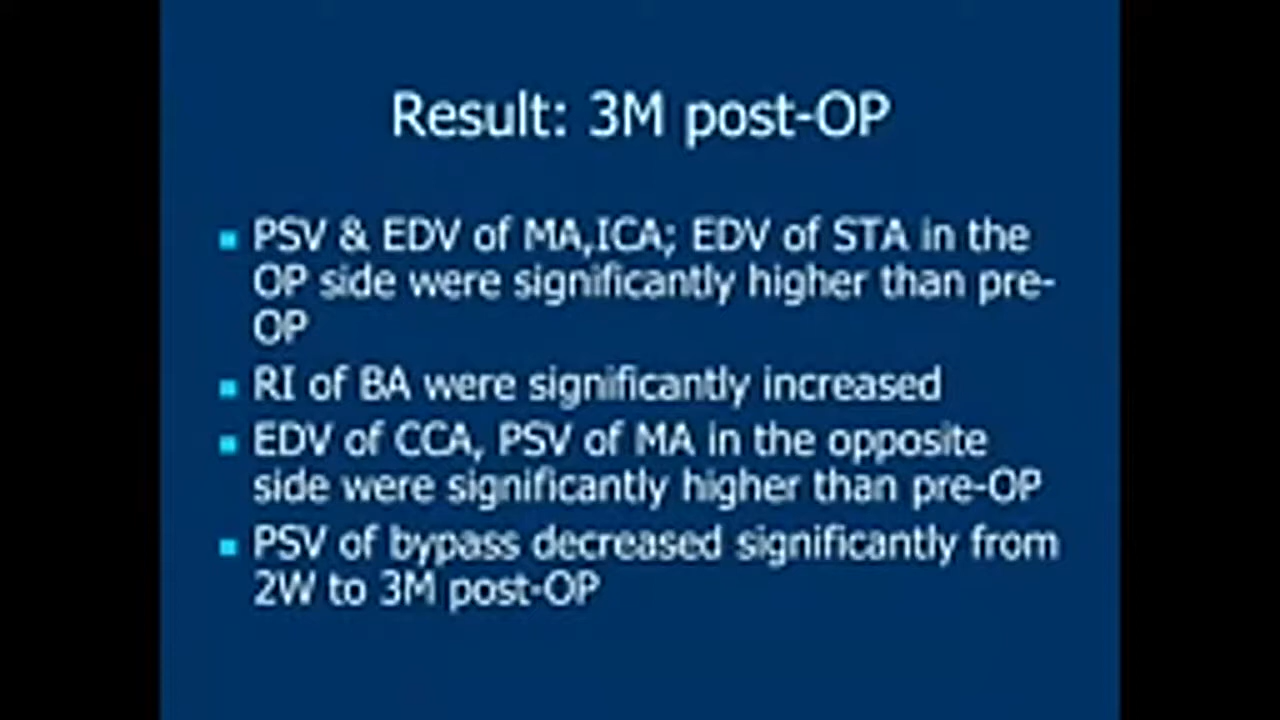 Result: 3M post-OP
PSV & EDV of MA,ICA; EDV of STA in the
OP side were significantly higher than pre-
OP
RI of BA were significantly increased
EDV of CCA, PSV of MA in the opposite
side were significantly higher than pre-OP
PSV of bypass decreased significantly from
2W to 3M post-OP